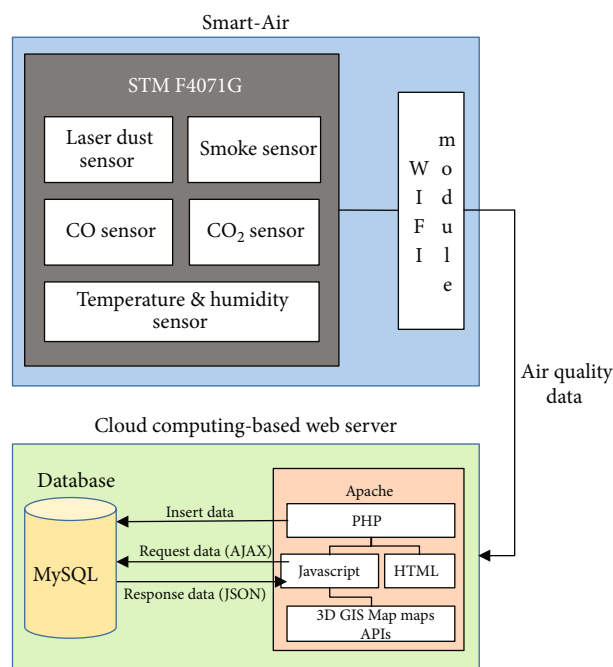 Smart-Air
STM F4071G
Laser dust
sensor
Smoke sensor
CO sensor
CO₂ sensor
Temperature & humidity
sensor
WIFI
module
Air quality
data
Cloud computing-based web server
Database
MySQL
Insert data
Request data (AJAX)
Response data (JSON)
Apache
PHP
Javascript
HTML
3D GIS Map maps
APIs